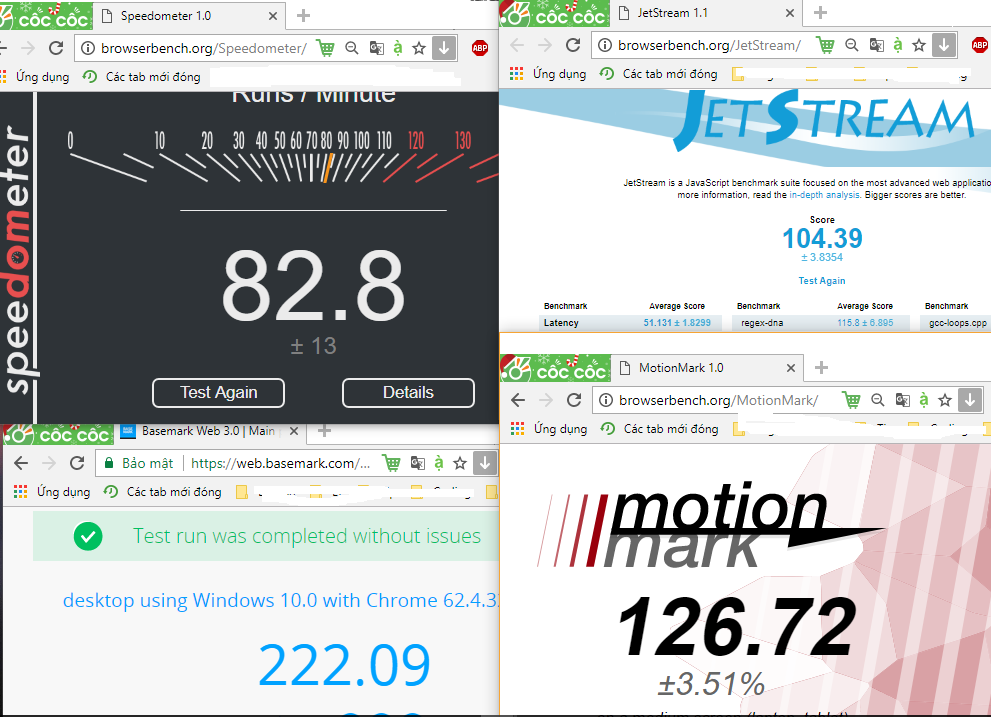 CỐC CỐC
Speedometer 1.0
browserbench.org/Speedometer/
ABP
Ứng dụng
Các tab mới đóng
Runs / Minute
0 10 20 30 40 50 60 70 80 90 100 110 120 130
speedometer
82.8
± 13
Test Again
Details
CỐC CỐC
JetStream 1.1
browserbench.org/JetStream/
ABP
Ứng dụng
Các tab mới đóng
JETSTREAM
JetStream is a JavaScript benchmark suite focused on the most advanced web applicatio
more information, read the in-depth analysis. Bigger scores are better.
Score
104.39
± 3.8354
Test Again
Benchmark Average Score Benchmark Average Score Benchmark
Latency 51.131 ± 1.8299 regex-dna 115.8 ± 6.895 gcc-loops.cpp
CỐC CỐC
Basemark Web 3.0 | Main
Bảo mật
https://web.basemark.com/...
Ứng dụng
Các tab mới đóng
Test run was completed without issues
desktop using Windows 10.0 with Chrome 62.4.3
222.09
CỐC CỐC
MotionMark 1.0
browserbench.org/MotionMark/
Ứng dụng
Các tab mới đóng
motion
mark
126.72
±3.51%